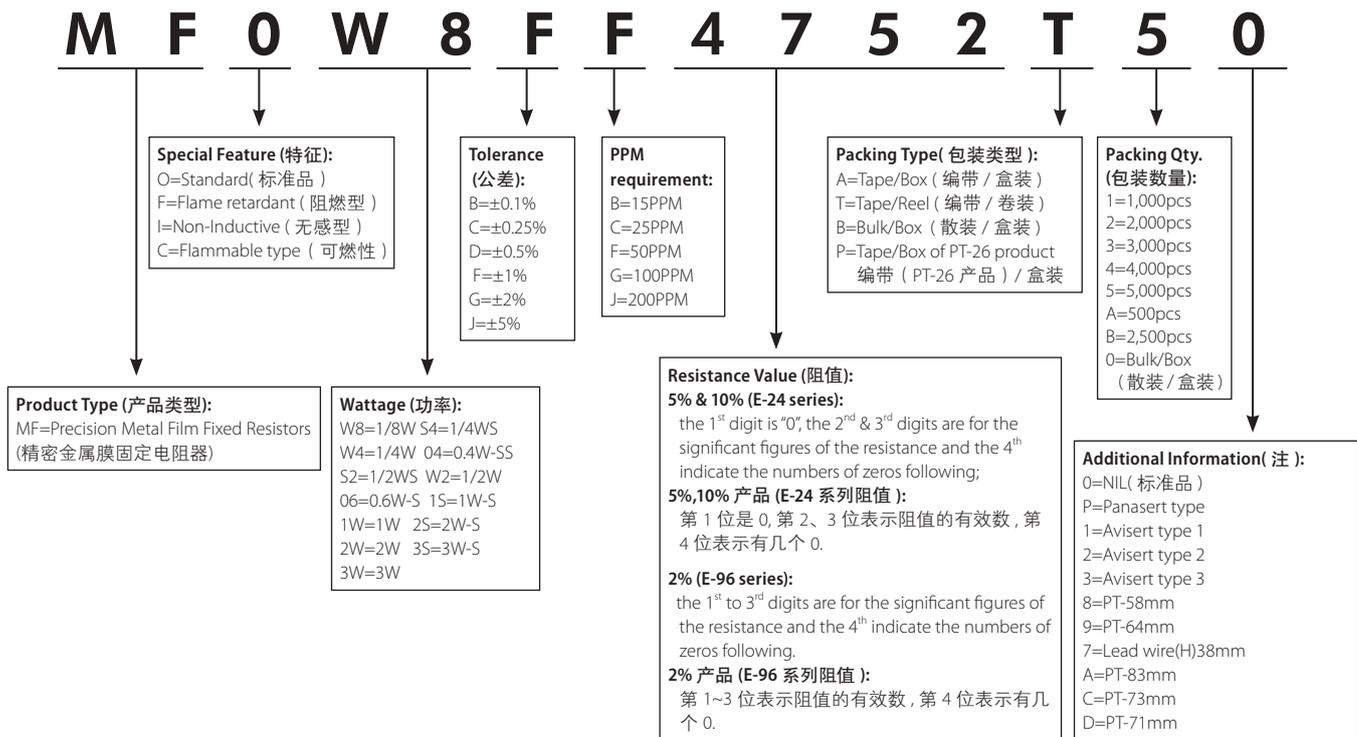 M F 0 W 8 F F 4 7 5 2 T 5 0
Special Feature (特征):
O=Standard( 标准品 )
F=Flame retardant ( 阻燃型 )
I=Non-Inductive ( 无感型 )
C=Flammable type ( 可燃性 )
Tolerance
(公差):
B=±0.1%
C=±0.25%
D=±0.5%
F=±1%
G=±2%
J=±5%
PPM
requirement:
B=15PPM
C=25PPM
F=50PPM
G=100PPM
J=200PPM
Packing Type( 包装类型 ):
A=Tape/Box ( 编带 / 盒装 )
T=Tape/Reel ( 编带 / 卷装 )
B=Bulk/Box ( 散装 / 盒装 )
P=Tape/Box of PT-26 product
编带 ( PT-26 产品 ) / 盒装
Packing Qty.
(包装数量):
1=1,000pcs
2=2,000pcs
3=3,000pcs
4=4,000pcs
5=5,000pcs
A=500pcs
B=2,500pcs
0=Bulk/Box
( 散装 / 盒装 )
Product Type (产品类型):
MF=Precision Metal Film Fixed Resistors
(精密金属膜固定电阻器)
Wattage (功率):
W8=1/8W S4=1/4WS
W4=1/4W 04=0.4W-SS
S2=1/2WS W2=1/2W
06=0.6W-S 1S=1W-S
1W=1W 2S=2W-S
2W=2W 3S=3W-S
3W=3W
Resistance Value (阻值):
5% & 10% (E-24 series):
the 1st digit is "0", the 2nd & 3rd digits are for the
significant figures of the resistance and the 4th
indicate the numbers of zeros following;
5%,10% 产品 (E-24 系列阻值 ):
第 1 位是 0, 第 2、3 位表示阻值的有效数 , 第
4 位表示有几个 0.
2% (E-96 series):
the 1st to 3rd digits are for the significant figures of
the resistance and the 4th indicate the numbers of
zeros following.
2% 产品 (E-96 系列阻值 ):
第 1~3 位表示阻值的有效数 , 第 4 位表示有几
个 0.
Additional Information( 注 ):
0=NIL( 标准品 )
P=Panasert type
1=Avisert type 1
2=Avisert type 2
3=Avisert type 3
8=PT-58mm
9=PT-64mm
7=Lead wire(H)38mm
A=PT-83mm
C=PT-73mm
D=PT-71mm